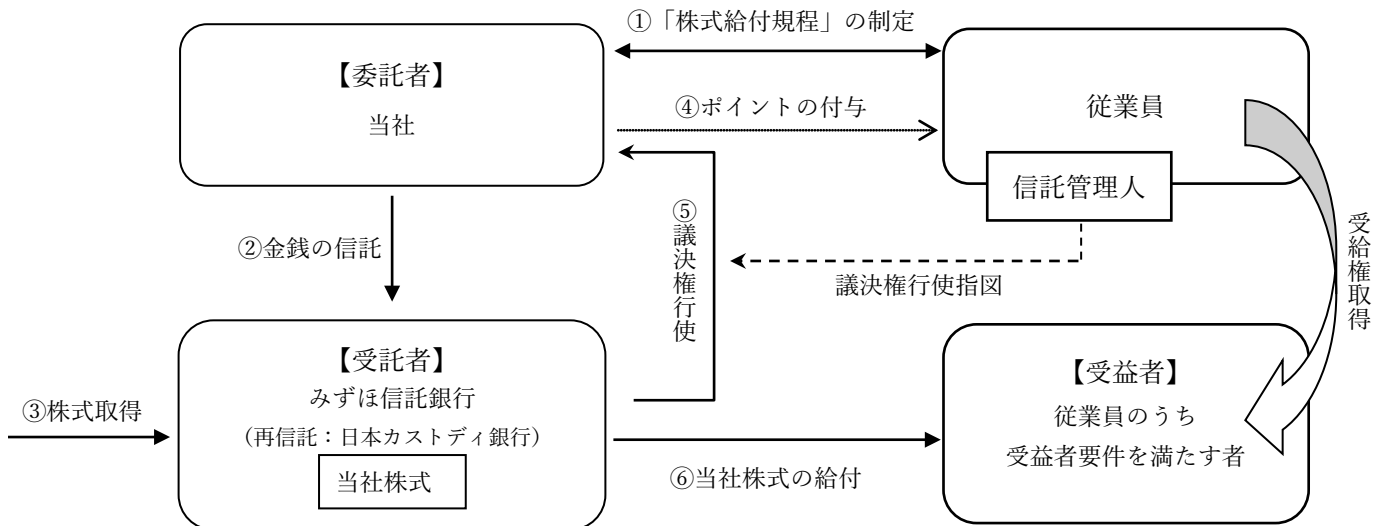 ①「株式給付規程」の制定
【委託者】
当社
④ポイントの付与
従業員
信託管理人
②金銭の信託
⑤議決権行使
議決権行使指図
受給権取得
【受託者】
みずほ信託銀行
(再信託:日本カストディ銀行)
当社株式
③株式取得
⑥当社株式の給付
【受益者】
従業員のうち
受益者要件を満たす者